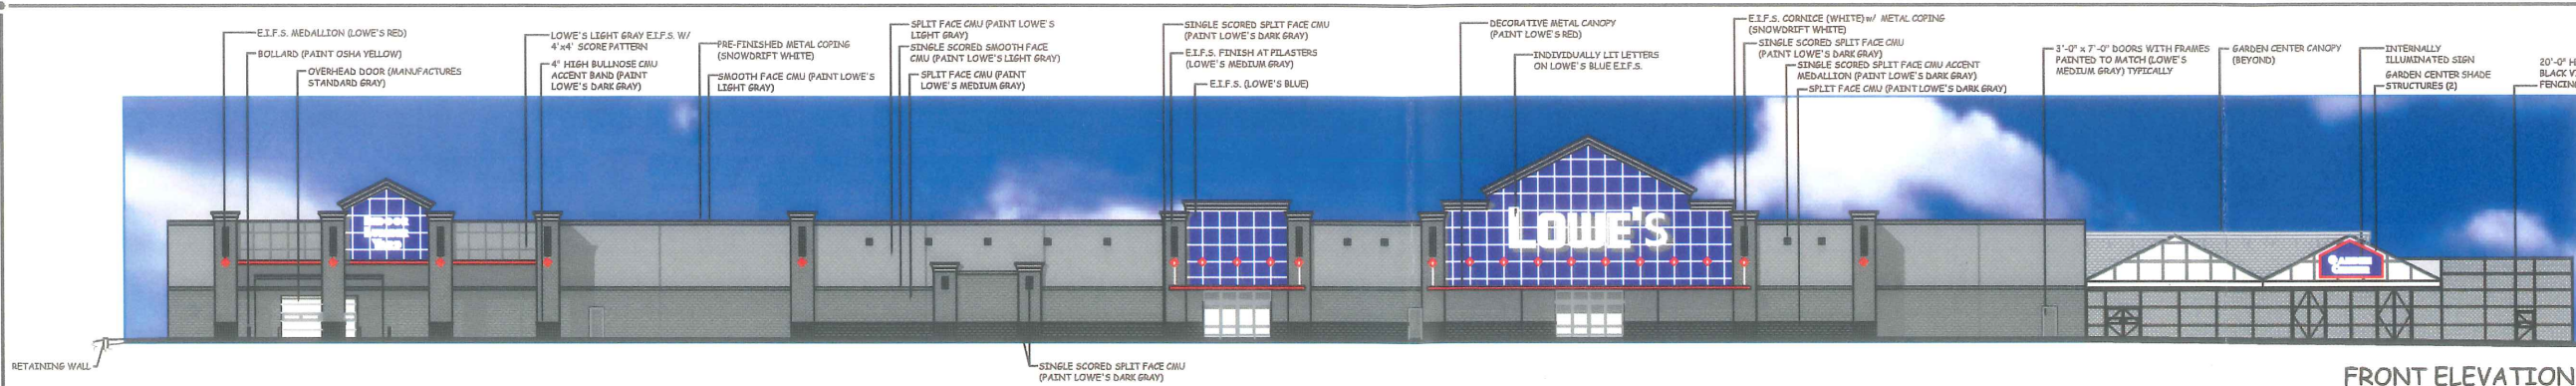 E.I.F.S. MEDALLION (LOWE'S RED)
BOLLARD (PAINT OSHA YELLOW)
OVERHEAD DOOR (MANUFACTURES
STANDARD GRAY)
LOWE'S LIGHT GRAY E.I.F.S. W/
4'x4' SCORE PATTERN
4" HIGH BULLNOSE CMU
ACCENT BAND (PAINT
LOWE'S DARK GRAY)
PRE-FINISHED METAL COPING
(SNOWDRIFT WHITE)
SMOOTH FACE CMU (PAINT LOWE'S
LIGHT GRAY)
SPLIT FACE CMU (PAINT LOWE'S
LIGHT GRAY)
SINGLE SCORED SMOOTH FACE
CMU (PAINT LOWE'S LIGHT GRAY)
SPLIT FACE CMU (PAINT
LOWE'S MEDIUM GRAY)
SINGLE SCORED SPLIT FACE CMU
(PAINT LOWE'S DARK GRAY)
E.I.F.S. FINISH AT PILASTERS
(LOWE'S MEDIUM GRAY)
E.I.F.S. (LOWE'S BLUE)
DECORATIVE METAL CANOPY
(PAINT LOWE'S RED)
INDIVIDUALLY LIT LETTERS
ON LOWE'S BLUE E.I.F.S.
E.I.F.S. CORNICE (WHITE) w/ METAL COPING
(SNOWDRIFT WHITE)
SINGLE SCORED SPLIT FACE CMU
(PAINT LOWE'S DARK GRAY)
SINGLE SCORED SPLIT FACE CMU ACCENT
MEDALLION (PAINT LOWE'S DARK GRAY)
SPLIT FACE CMU (PAINT LOWE'S DARK GRAY)
3'-0" x 7'-0" DOORS WITH FRAMES
PAINTED TO MATCH (LOWE'S
MEDIUM GRAY) TYPICALLY
GARDEN CENTER CANOPY
(BEYOND)
INTERNALLY
ILLUMINATED SIGN
GARDEN CENTER SHADE
STRUCTURES (2)
20'-0" H
BLACK
FENCIN
LOWE'S
RETAINING WALL
SINGLE SCORED SPLIT FACE CMU
(PAINT LOWE'S DARK GRAY)
FRONT ELEVATION